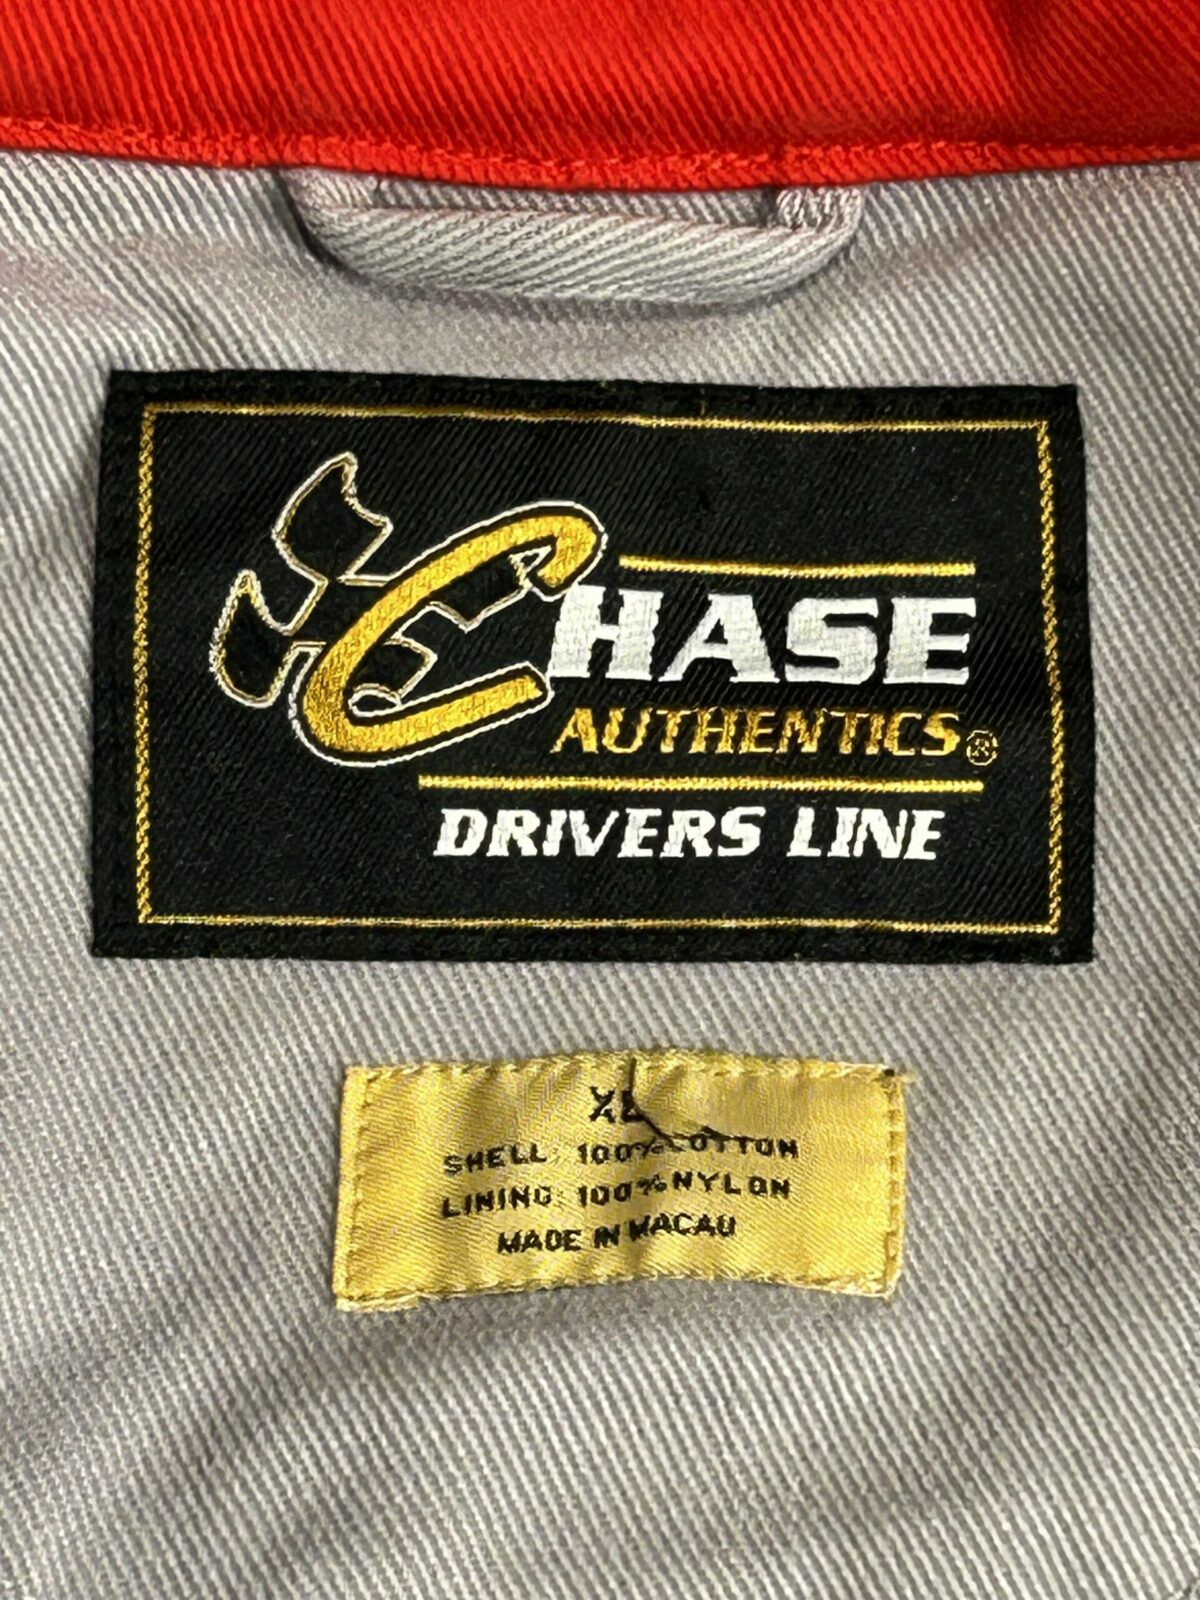 CHASE
AUTHENTICS®
DRIVERS LINE
XL
SHELL: 100% COTTON
LINING: 100% NYLON
MADE IN MACAU